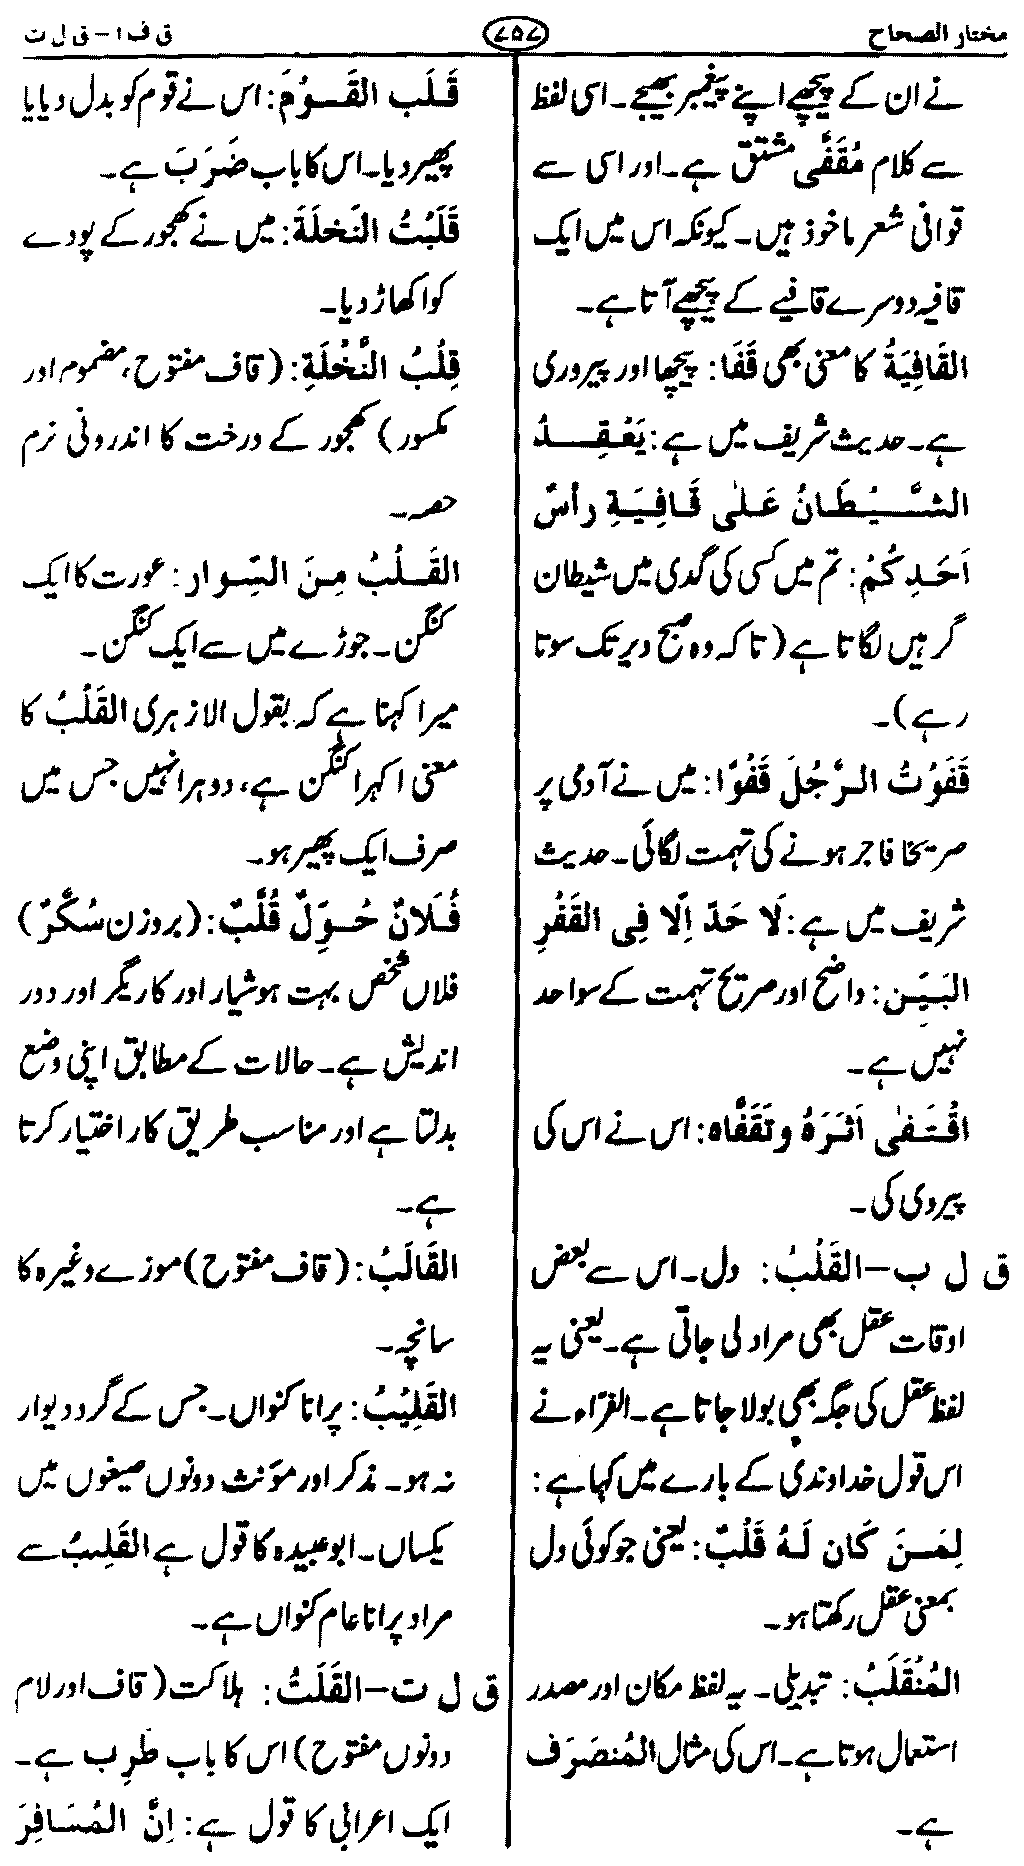 مختار الصحاح
۷۵۷
ق ف ا – ق ل ت
نے ان کے پیچھے اپنے پیغمبر بھیجے۔ اسی لفظ
سے کلام مُقَفًّی مشتق ہے۔ اور اسی سے
قوافی شعر ماخوذ ہیں۔ کیونکہ اس میں ایک
قافیہ دوسرے قافیے کے پیچھے آتا ہے۔
القَافِيَةُ کا معنی بھی قَفَا: پیچھا اور پیروری
ہے۔ حدیث شریف میں ہے: يَعْقِــدُ
الشَّيْطَانُ عَلٰى قَافِيَةِ رأسِ
اَحَدِكُمْ: تم میں کسی کی گدی میں شیطان
گرہیں لگاتا ہے (تا کہ وہ صبح دیر تک سوتا
رہے)۔
قَفَوْتُ الرَّجُلَ قَفْوًا: میں نے آدمی پر
صریحًا فاجر ہونے کی تہمت لگائی۔ حدیث
شریف میں ہے: لَا حَدّ اِلَّا فِى القَفْرِ
البَيِّن: واضح اور صریح تہمت کے سوا حد
نہیں ہے۔
اقْتَفٰى اَثَرَهُ وتَقَفَّاه: اس نے اس کی
پیروی کی۔
ق ل ب – القَلْبُ: دل۔ اس سے بعض
اوقات عقل بھی مراد لی جاتی ہے۔ یعنی یہ
لفظ عقل کی جگہ بھی بولا جاتا ہے۔ الفرّاء نے
اس قول خداوندی کے بارے میں کہا ہے:
لِمَنَ كَان لَهُ قَلْبٌ: یعنی جو کوئی دل
بمعنی عقل رکھتا ہو۔
المُنْقَلَبُ: تبدیلی۔ یہ لفظ مکان اور مصدر
استعمال ہوتا ہے۔ اس کی مثال المُنصَرَف
ہے۔
قَلَب القَوْمَ: اس نے قوم کو بدل دیا یا
پھیر دیا۔ اس کا باب ضَرَبَ ہے۔
قَلَبْتُ النَخلَةَ: میں نے کھجور کے پودے
کو اکھاڑ دیا۔
قِلْبُ النَّخْلَةِ: (قاف مفتوح، مضموم اور
مکسور) کھجور کے درخت کا اندرونی نرم
حصہ۔
القَلْبُ مِنَ السِّوار: عورت کا ایک
کنگن۔ جوڑے میں سے ایک کنگن۔
میرا کہنا ہے کہ بقول الازہری القَلْبُ کا
معنی اکہرا کنگن ہے، دوہرا نہیں جس میں
صرف ایک پھیر ہو۔
فُلانٌ حُوَّلٌ قُلَّبٌ: (بروزن سُکَّرٌ)
فلاں شخص بہت ہوشیار اور کاریگر اور دور
اندیش ہے۔ حالات کے مطابق اپنی وضع
بدلتا ہے اور مناسب طریق کار اختیار کرتا
ہے۔
القَالَبُ: (قاف مفتوح) موزے وغیرہ کا
سانچہ۔
القَلِيْبُ: پرانا کنواں۔ جس کے گرد دیوار
نہ ہو۔ مذکر اور مؤنث دونوں صیغوں میں
یکساں۔ ابو عبیدہ کا قول ہے القَلِيبُ سے
مراد پرانا عام کنواں ہے۔
ق ل ت – القَلَتُ: ہلاکت (قاف اور لام
دونوں مفتوح) اس کا باب طَرِب ہے۔
ایک اعرابی کا قول ہے: اِنَّ المُسَافِرَ